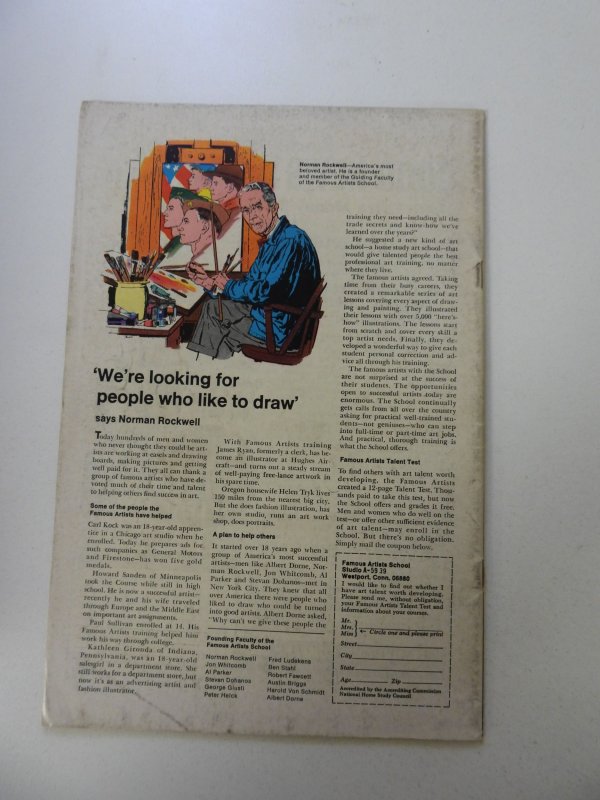 Norman Rockwell—America's most
beloved artist. He is a founder
and member of the Guiding Faculty
of the Famous Artists School.
'We're looking for
people who like to draw'
says Norman Rockwell
Today hundreds of men and women
who never thought they could be art-
ists are working at easels and drawing
boards, making pictures and getting
well paid for it. They all can thank a
group of famous artists who have de-
voted much of their time and talent
to helping others find success in art.
Some of the people the
Famous Artists have helped
Carl Kock was an 18-year-old appren-
tice in a Chicago art studio when he
enrolled. Today he prepares ads for
such companies as General Motors
and Firestone—has won five gold
medals.
Howard Sanden of Minneapolis
took the Course while still in high
school. He is now a successful artist—
recently he and his wife traveled
through Europe and the Middle East
on important art assignments.
Paul Sullivan enrolled at 14. His
Famous Artists training helped him
work his way through college.
Kathleen Gironda of Indiana,
Pennsylvania, was an 18-year-old
salesgirl in a department store. She
still works for a department store, but
now it's as an advertising artist and
fashion illustrator.
With Famous Artists training
James Ryan, formerly a clerk, has be-
come an illustrator at Hughes Air-
craft—and turns out a steady stream
of well-paying free-lance artwork in
his spare time.
Oregon housewife Helen Tryk lives
150 miles from the nearest big city.
But she does fashion illustration, has
her own studio, runs an art work
shop, does portraits.
A plan to help others
It started over 18 years ago when a
group of America's most successful
artists—men like Albert Dorne, Nor-
man Rockwell, Jon Whitcomb, Al
Parker and Stevan Dohanos—met in
New York City. They knew that all
over America there were people who
liked to draw who could be turned
into good artists. Albert Dorne asked,
"Why can't we give these people the
Founding Faculty of the
Famous Artists School
Norman Rockwell
Jon Whitcomb
Al Parker
Stevan Dohanos
George Giusti
Peter Helck
Fred Ludekens
Ben Stahl
Robert Fawcett
Austin Briggs
Harold Von Schmidt
Albert Dorne
training they need—including all the
trade secrets and know-how we've
learned over the years?"
He suggested a new kind of art
school—a home study art school—that
would give talented people the best
professional art training, no matter
where they live.
The famous artists agreed. Taking
time from their busy careers, they
created a remarkable series of art
lessons covering every aspect of draw-
ing and painting. They illustrated
their lessons with over 5,000 "here's-
how" illustrations. The lessons start
from scratch and cover every skill a
top artist needs. Finally, they de-
veloped a wonderful way to give each
student personal correction and ad-
vice all through his training.
The famous artists with the School
are not surprised at the success of
their students. The opportunities
open to successful artists today are
enormous. The School continually
gets calls from all over the country
asking for practical well-trained stu-
dents—not geniuses—who can step
into full-time or part-time art jobs.
And practical, thorough training is
what the School offers.
Famous Artists Talent Test
To find others with art talent worth
developing, the Famous Artists
created a 12-page Talent Test. Thou-
sands paid to take this test, but now
the School offers and grades it free.
Men and women who do well on the
test—or offer other sufficient evidence
of art talent—may enroll in the
School. But there's no obligation.
Simply mail the coupon below.
Famous Artists School
Studio A-59 39
Westport, Conn. 06880
I would like to find out whether I
have art talent worth developing.
Please send me, without obligation,
your Famous Artists Talent Test and
information about your courses.
Mr.
Mrs.
Miss
Circle one and please print
Street
City
State
Age Zip
Accredited by the Accrediting Commission
National Home Study Council